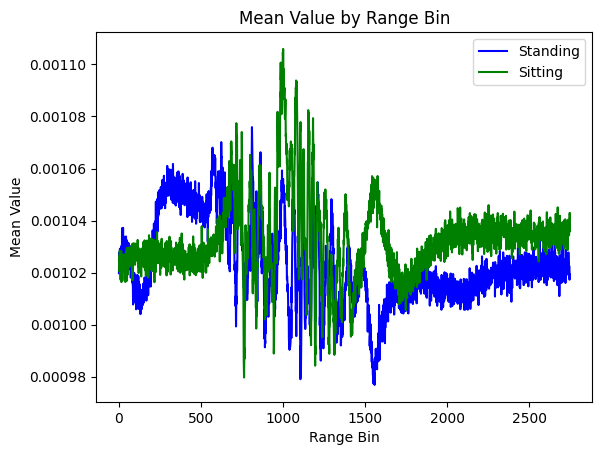 Mean Value by Range Bin
Standing
Sitting
0.00110
0.00108
0.00106
0.00104
0.00102
0.00100
0.00098
Mean Value
0 500 1000 1500 2000 2500
Range Bin